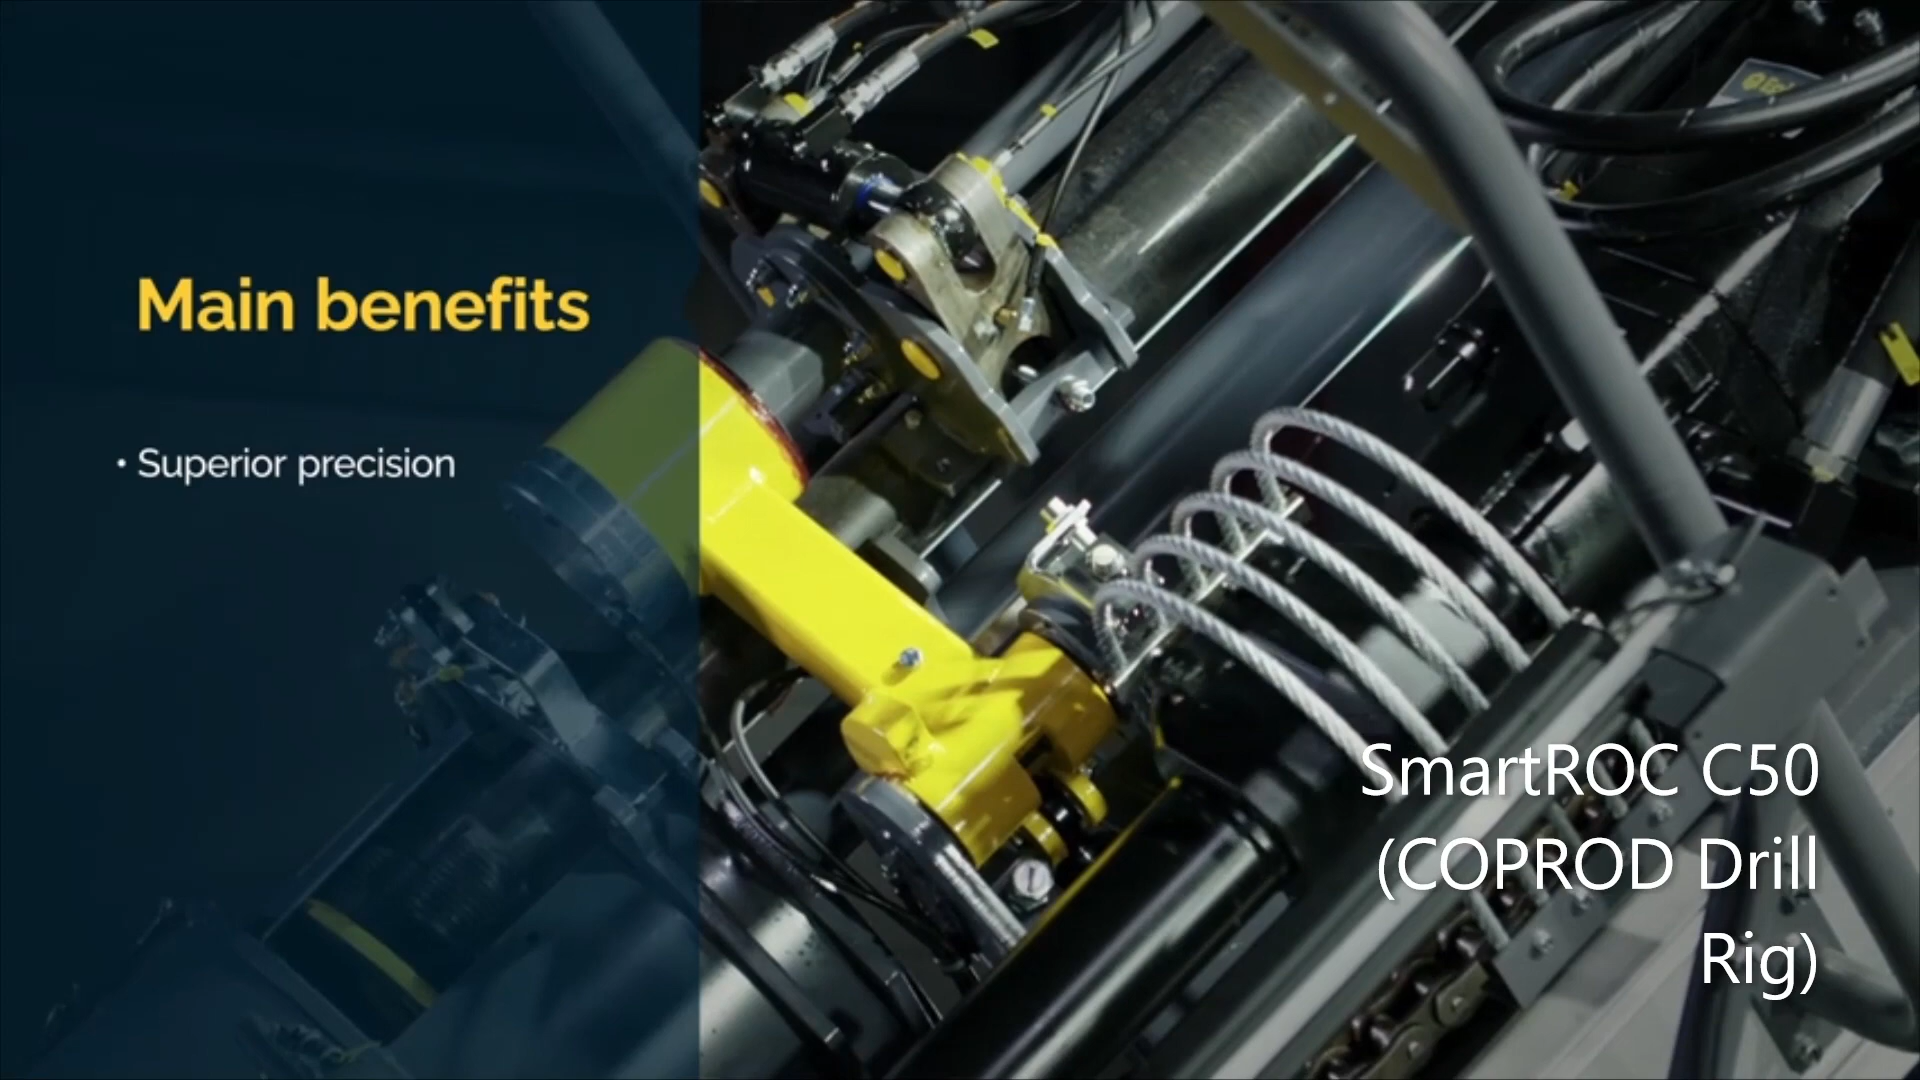 Main benefits
• Superior precision
SmartROC C50
(COPROD Drill
Rig)